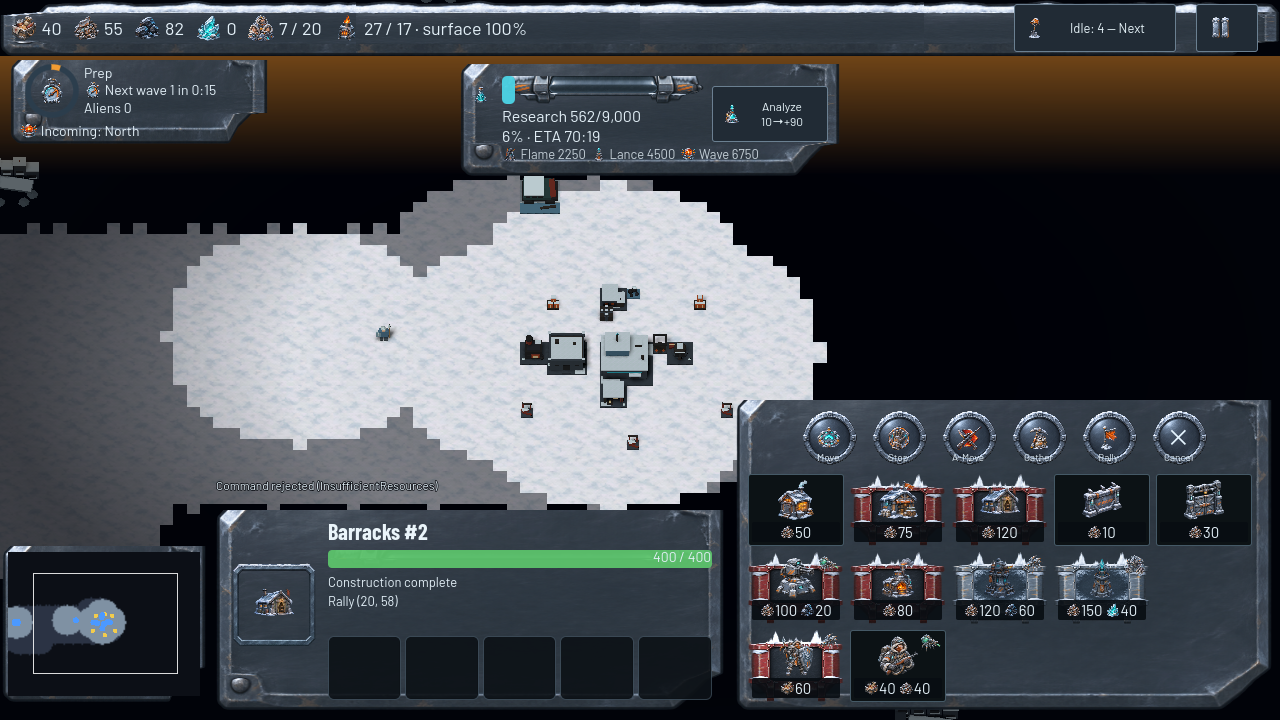 40 55 82 0 7 / 20 27 / 17 · surface 100%
Idle: 4 — Next
Prep
Next wave 1 in 0:15
Aliens 0
Incoming: North
Research 562/9,000
6% · ETA 70:19
Flame 2250 Lance 4500 Wave 6750
Analyze
10→+90
Command rejected (InsufficientResources)
Barracks #2
400 / 400
Construction complete
Rally (20, 58)
Move Stop A-Move Gather Rally Cancel
50 75 120 10 30
100 20 80 120 60 150 40
60 40 40